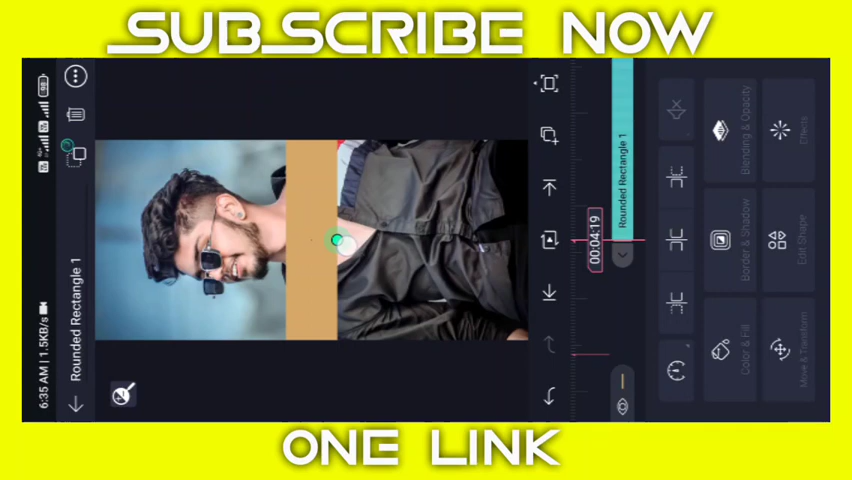 SUBSCRIBE NOW
6:35 AM | 1.5KB/s
Rounded Rectangle 1
Rounded Rectangle 1
00:04:19
Blending & Opacity
Border & Shadow
Color & Fill
Effects
Edit Shape
Move & Transform
ONE LINK